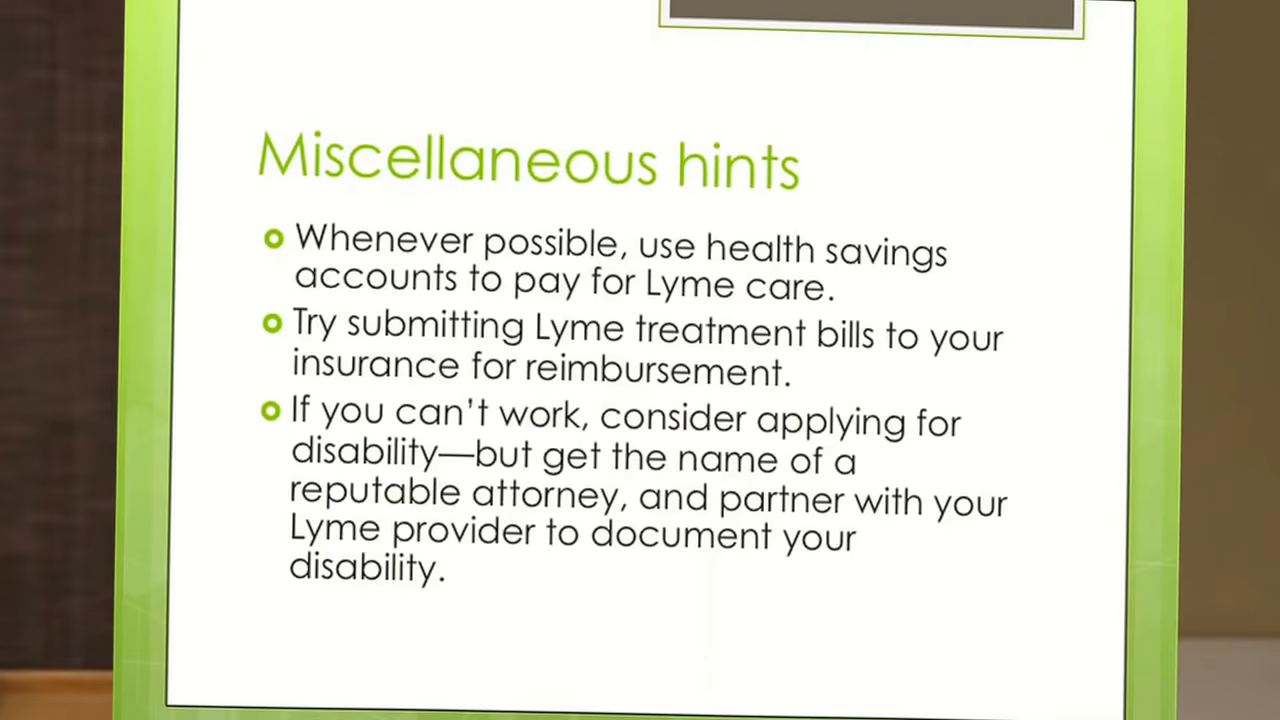 Miscellaneous hints
Whenever possible, use health savings
accounts to pay for Lyme care.
Try submitting Lyme treatment bills to your
insurance for reimbursement.
If you can't work, consider applying for
disability—but get the name of a
reputable attorney, and partner with your
Lyme provider to document your
disability.